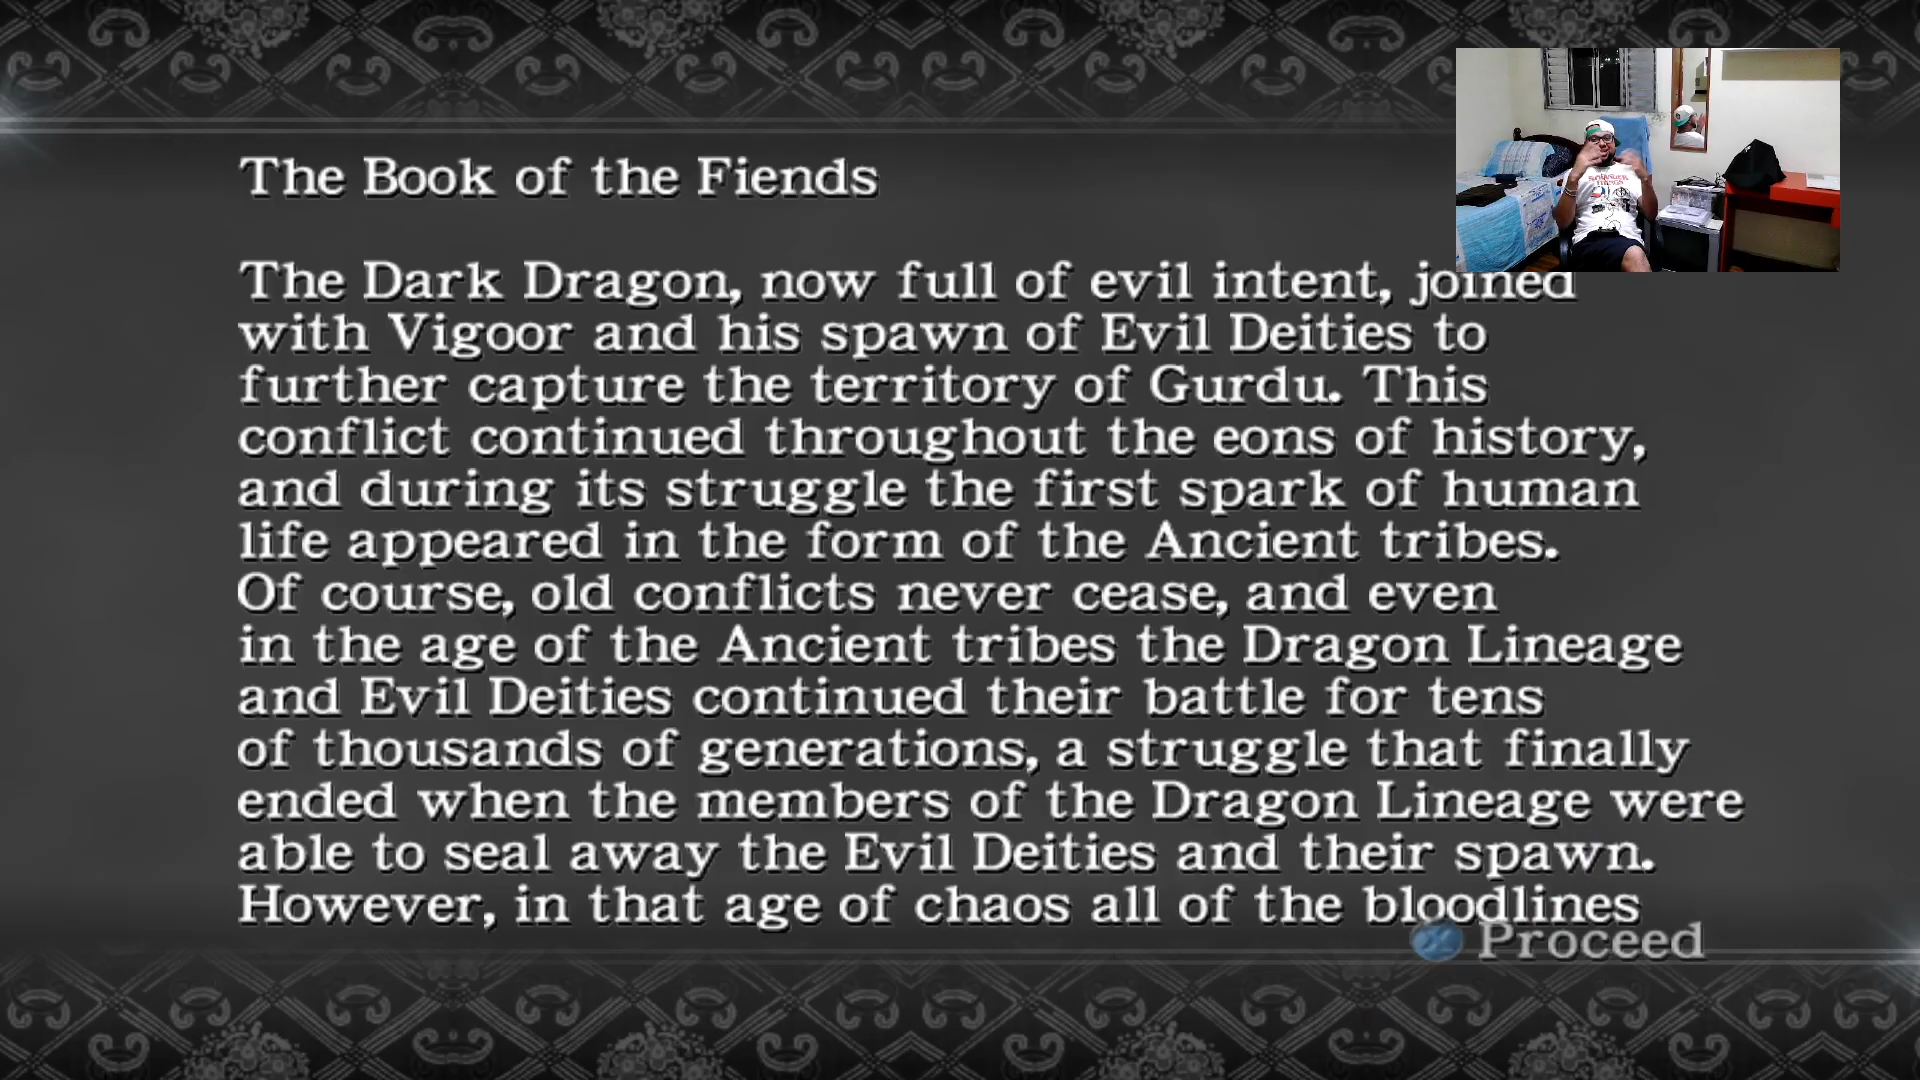 The Book of the Fiends
The Dark Dragon, now full of evil intent, joined
with Vigoor and his spawn of Evil Deities to
further capture the territory of Gurdu. This
conflict continued throughout the eons of history,
and during its struggle the first spark of human
life appeared in the form of the Ancient tribes.
Of course, old conflicts never cease, and even
in the age of the Ancient tribes the Dragon Lineage
and Evil Deities continued their battle for tens
of thousands of generations, a struggle that finally
ended when the members of the Dragon Lineage were
able to seal away the Evil Deities and their spawn.
However, in that age of chaos all of the bloodlines
Proceed